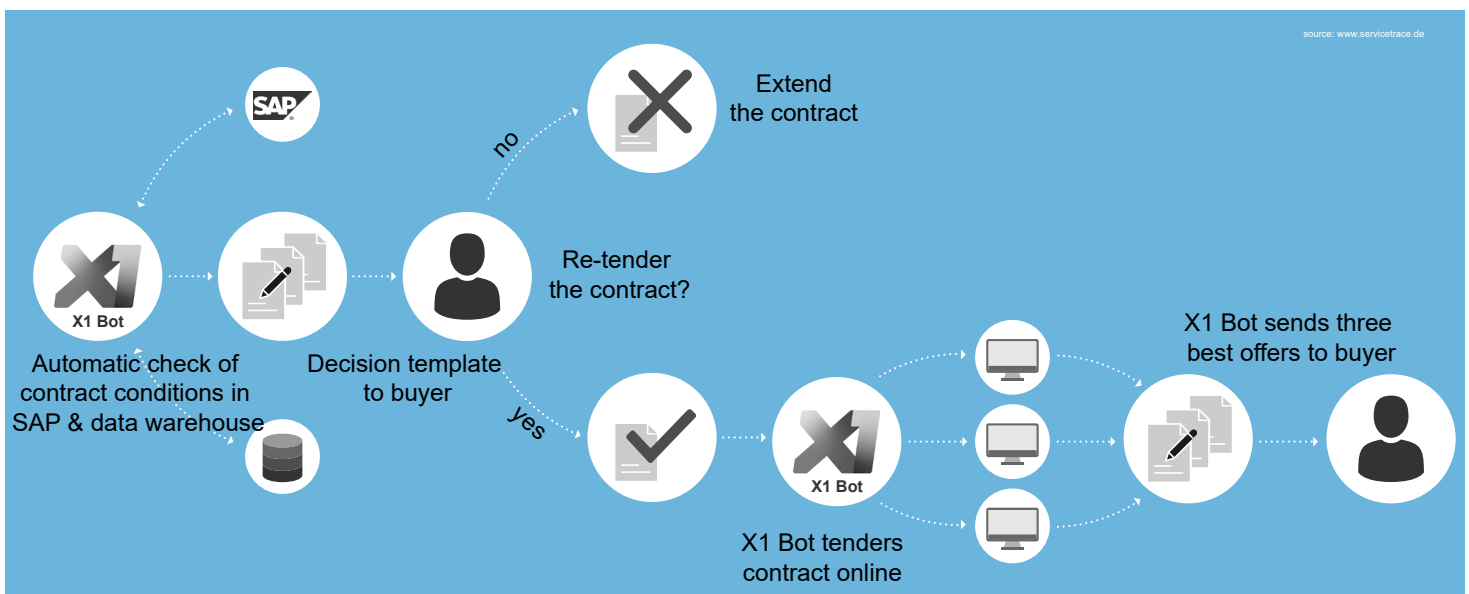 source: www.servicetrace.de
SAP
Extend
the contract
no
X1
X1 Bot
Re-tender
the contract?
Automatic check of
contract conditions in
SAP & data warehouse
Decision template
to buyer
yes
X1
X1 Bot
X1 Bot tenders
contract online
X1 Bot sends three
best offers to buyer